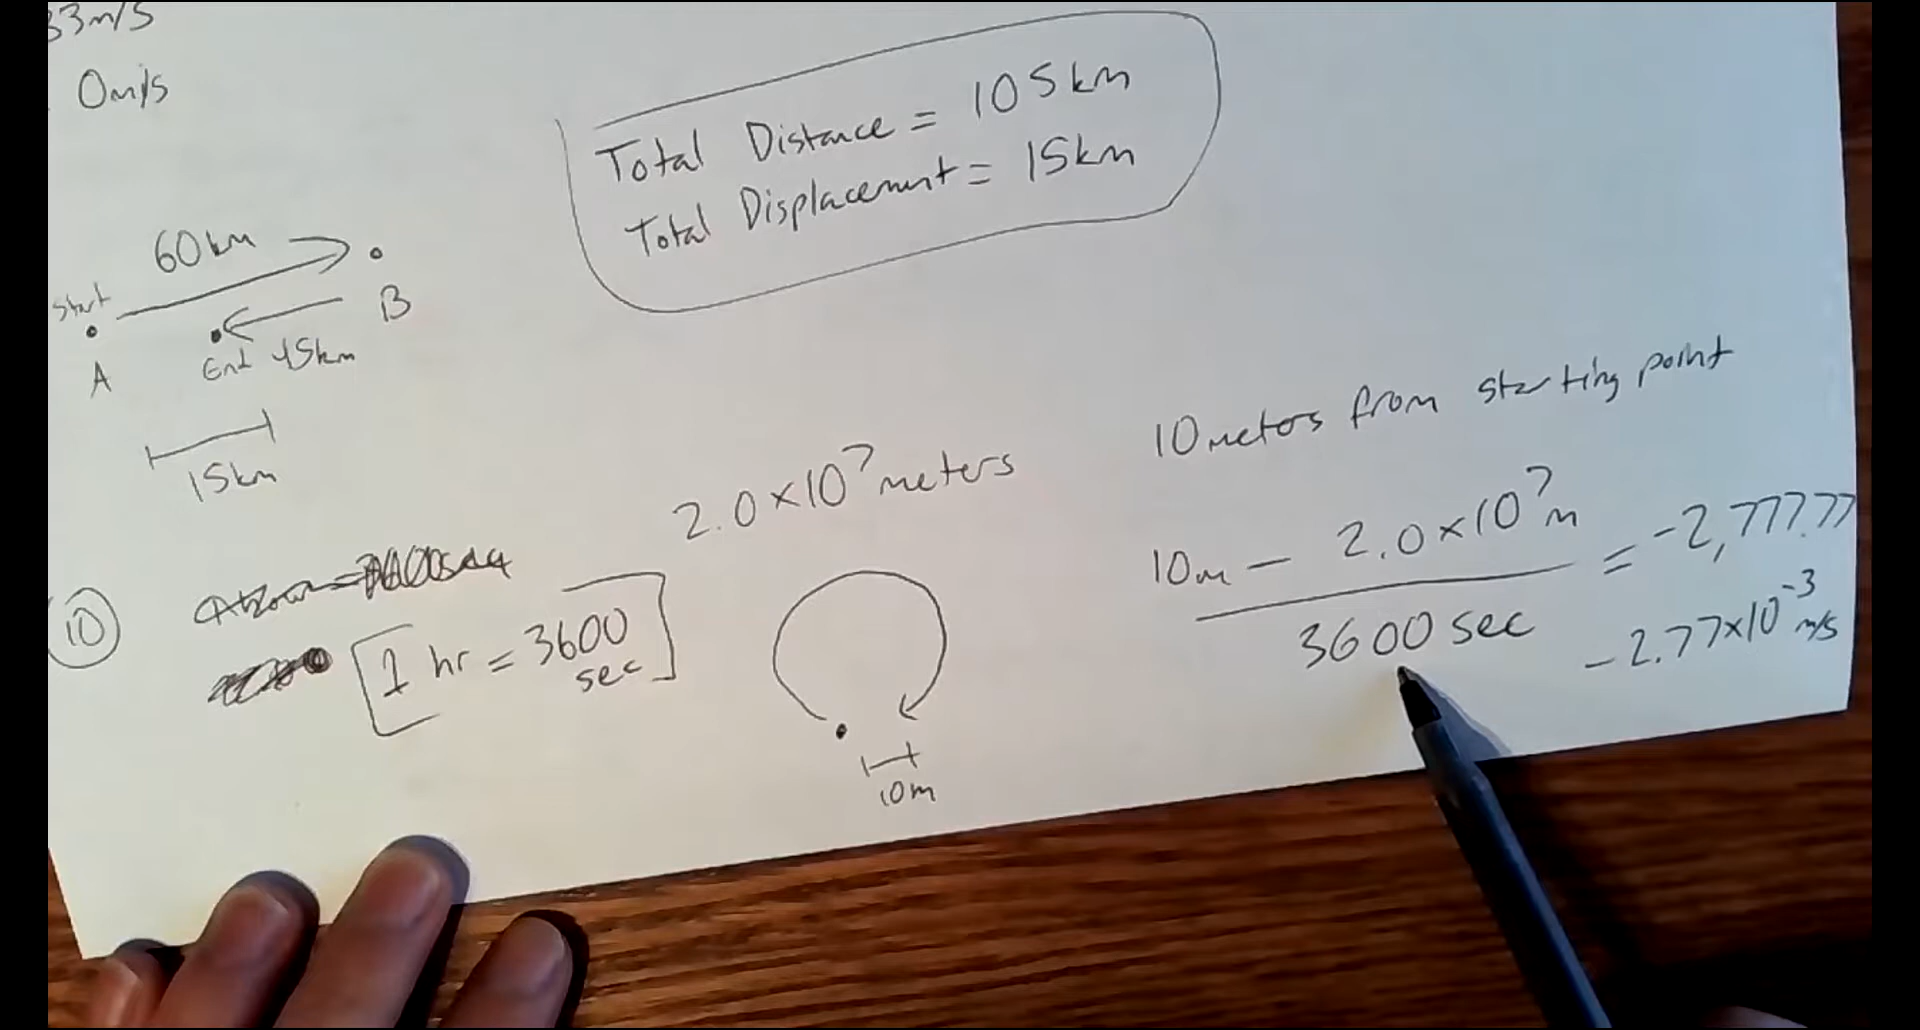 33m/s
0m/s
Total Distance = 105km
Total Displacement = 15km
60km
Start
A
B
End 45km
15km
10 meters from starting point
2.0×10⁷ meters
10m - 2.0×10⁷m
3600 sec
= -2,777.77
-2.77×10⁻³ m/s
10
1 hr = 3600
sec
10m